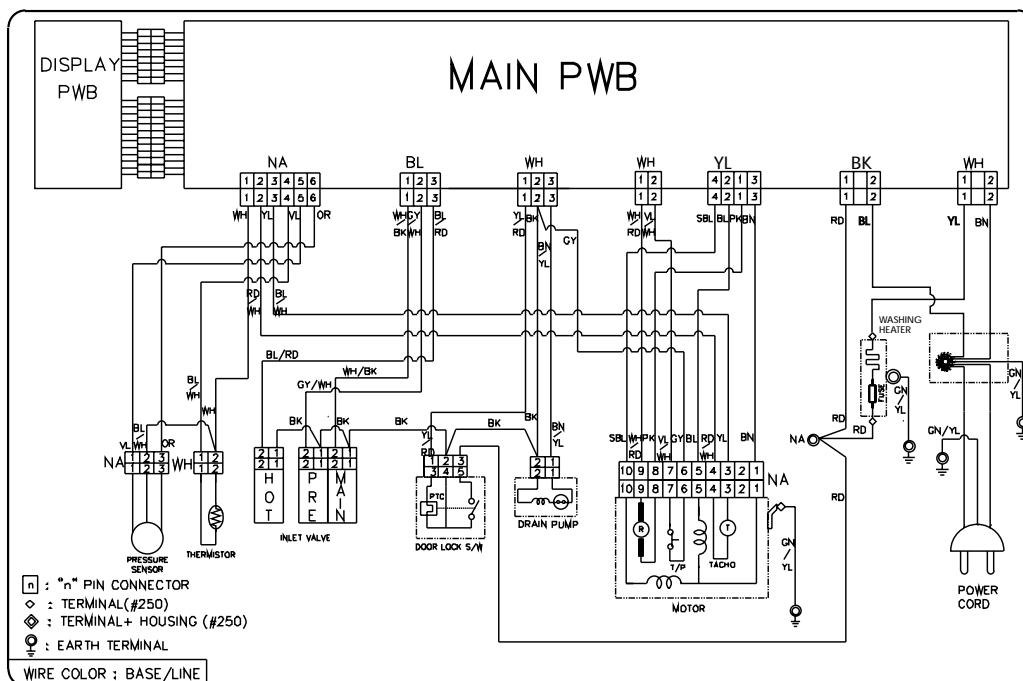 DISPLAY
PWB
MAIN PWB
NA
BL
WH
WH
YL
BK
WH
1 2 3 4 5 6
1 2 3 4 5 6
1 2 3
1 2 3
1 2 3
1 2 3
1 2
1 2
4 2 1 3
4 2 1 3
1 2
1 2
1 2
1 2
WH YL VL OR
WH/BK GY/WH BL/RD
YL/RD BK BN/YL GY
WH/RD VL/WH
SBL BL PK BN
RD BL
YL BN
RD/WH
BL/WH
WASHING
HEATER
FUSE
BL/RD
WH/BK
GY/WH
BL/WH
WH
BK
BK
BK
BK
BK
BN/YL
YL/RD
VL BL/WH OR
NA
1 2 3
1 2 3
WH
1 2
1 2
2 1
2 1
2 1
2 1
2 1
2 1
HOT
PRE
MAIN
INLET VALVE
1 2 3
3 4 5
PTC
DOOR LOCK S/W
2 1
2 1
DRAIN PUMP
SBL WH/RD PK VL/WH GY BL RD/WH YL BN
10 9 8 7 6 5 4 3 2 1
10 9 8 7 6 5 4 3 2 1
NA
R
T
T/P
TACHO
MOTOR
GN/YL
NA
RD
RD
RD
GN/YL
GN/YL
GN/YL
POWER
CORD
PRESSURE
SENSOR
THERMISTOR
n : "n" PIN CONNECTOR
: TERMINAL(#250)
: TERMINAL+ HOUSING (#250)
: EARTH TERMINAL
WIRE COLOR : BASE/LINE